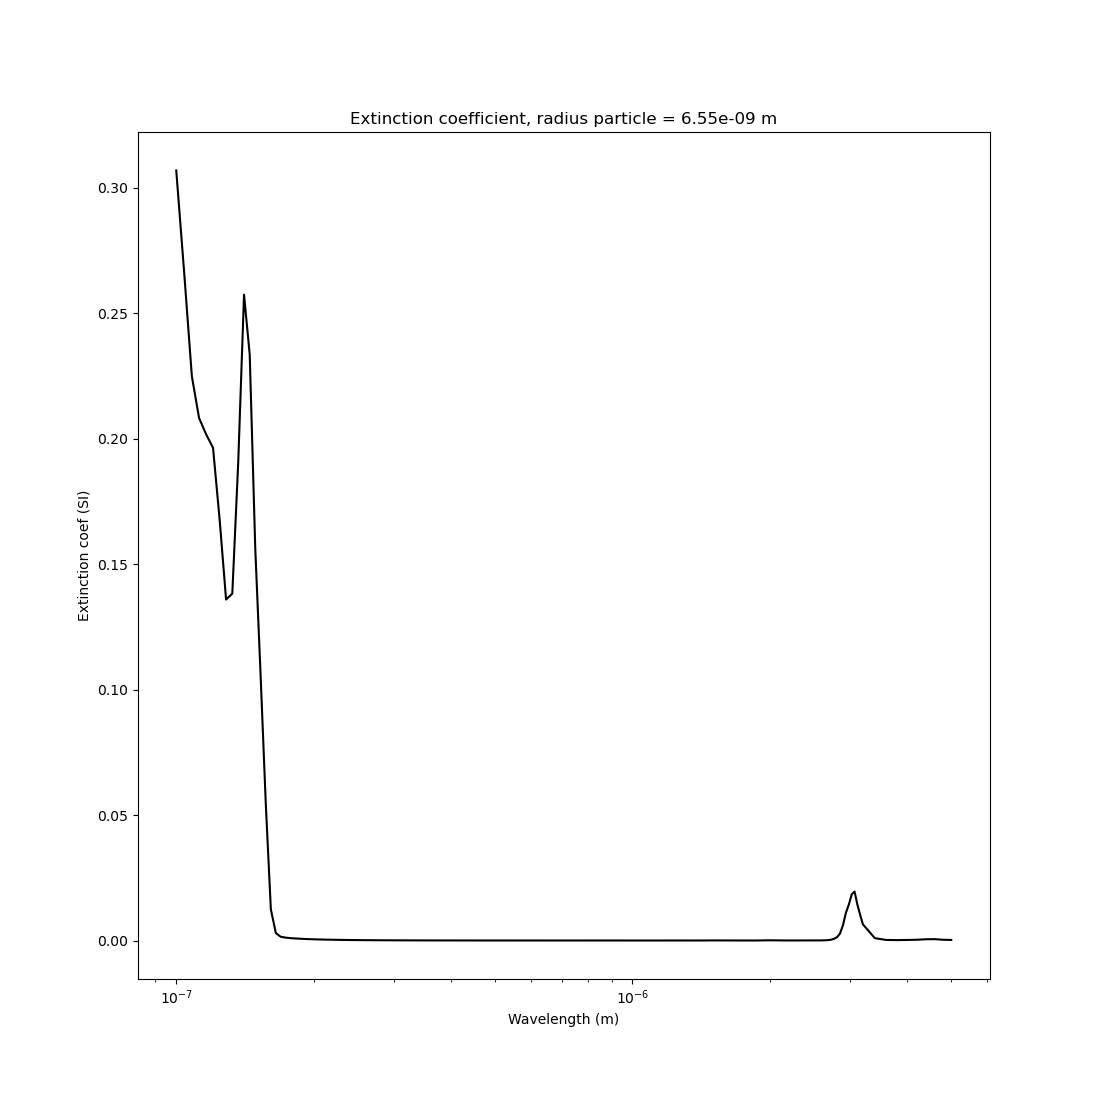 Extinction coefficient, radius particle = 6.55e-09 m
Extinction coef (SI)
0.30
0.25
0.20
0.15
0.10
0.05
0.00
10⁻⁷ 10⁻⁶
Wavelength (m)